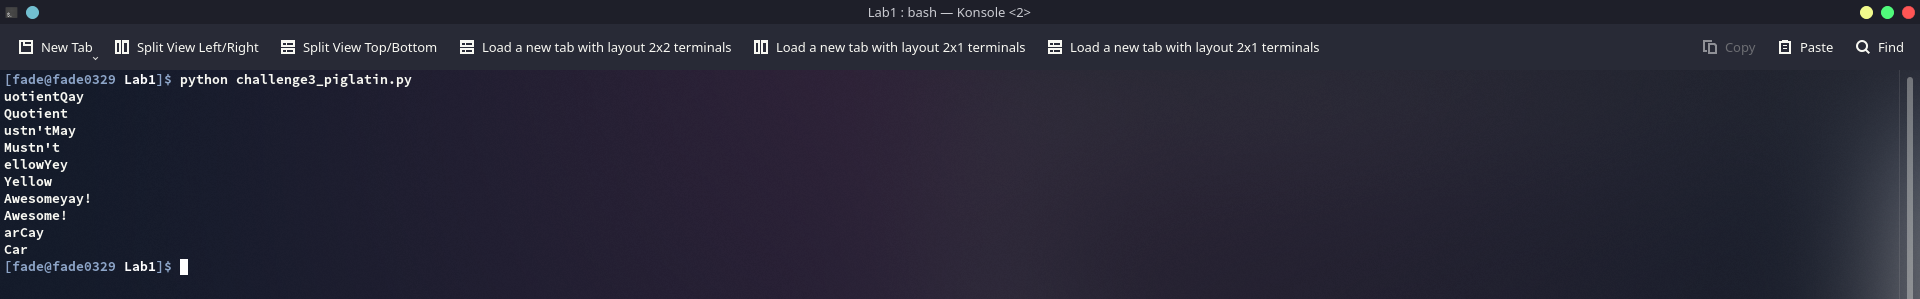 Lab1 : bash — Konsole <2>
New Tab Split View Left/Right Split View Top/Bottom Load a new tab with layout 2x2 terminals Load a new tab with layout 2x1 terminals Load a new tab with layout 2x1 terminals Copy Paste Find
[fade@fade0329 Lab1]$ python challenge3_piglatin.py
uotientQay
Quotient
ustn'tMay
Mustn't
ellowYey
Yellow
Awesomeyay!
Awesome!
arCay
Car
[fade@fade0329 Lab1]$